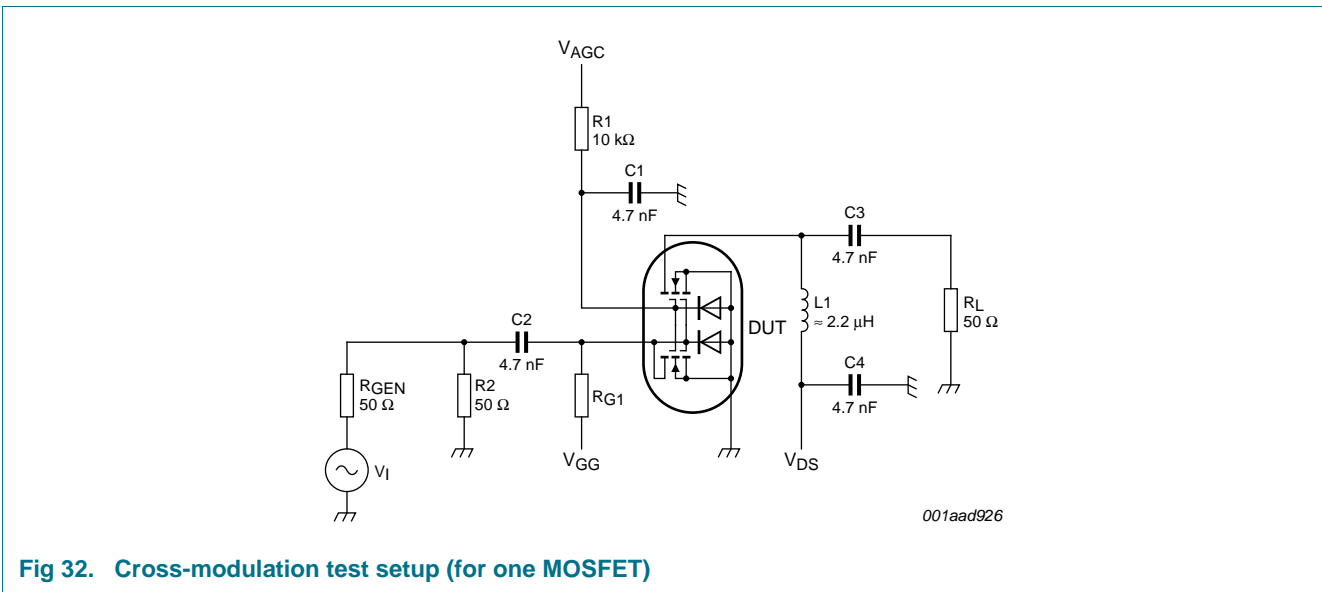 VAGC
R1
10 kΩ
C1
4.7 nF
C3
4.7 nF
L1
≈ 2.2 μH
RL
50 Ω
DUT
C2
4.7 nF
C4
4.7 nF
RGEN
50 Ω
R2
50 Ω
RG1
VI
VGG
VDS
001aad926
Fig 32. Cross-modulation test setup (for one MOSFET)